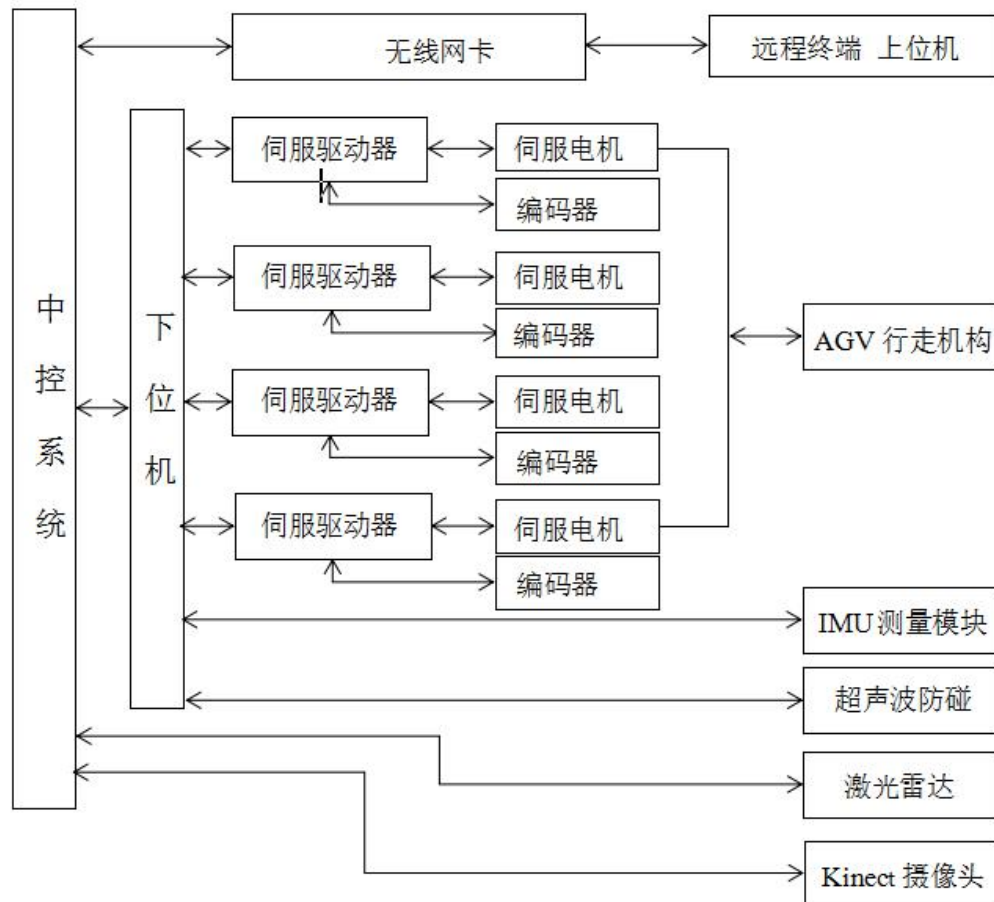 无线网卡
远程终端 上位机
中控系统
下位机
伺服驱动器
伺服电机
编码器
伺服驱动器
伺服电机
编码器
AGV 行走机构
伺服驱动器
伺服电机
编码器
伺服驱动器
伺服电机
编码器
IMU 测量模块
超声波防碰
激光雷达
Kinect 摄像头